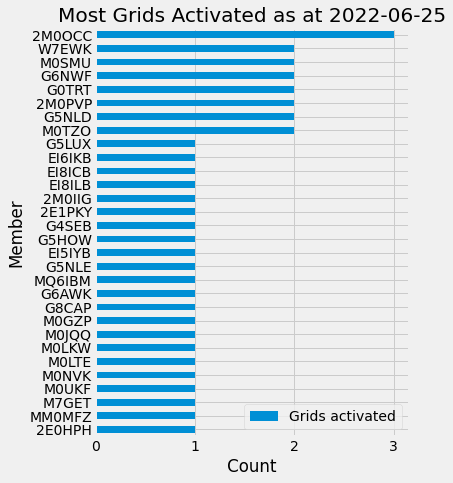 Most Grids Activated as at 2022-06-25
2M0OCC
W7EWK
M0SMU
G6NWF
G0TRT
2M0PVP
G5NLD
M0TZO
G5LUX
EI6IKB
EI8ICB
EI8ILB
2M0IIG
2E1PKY
G4SEB
G5HOW
EI5IYB
G5NLE
MQ6IBM
G6AWK
G8CAP
M0GZP
M0JQQ
M0LKW
M0LTE
M0NVK
M0UKF
M7GET
MM0MFZ
2E0HPH
Member
Grids activated
0 1 2 3
Count